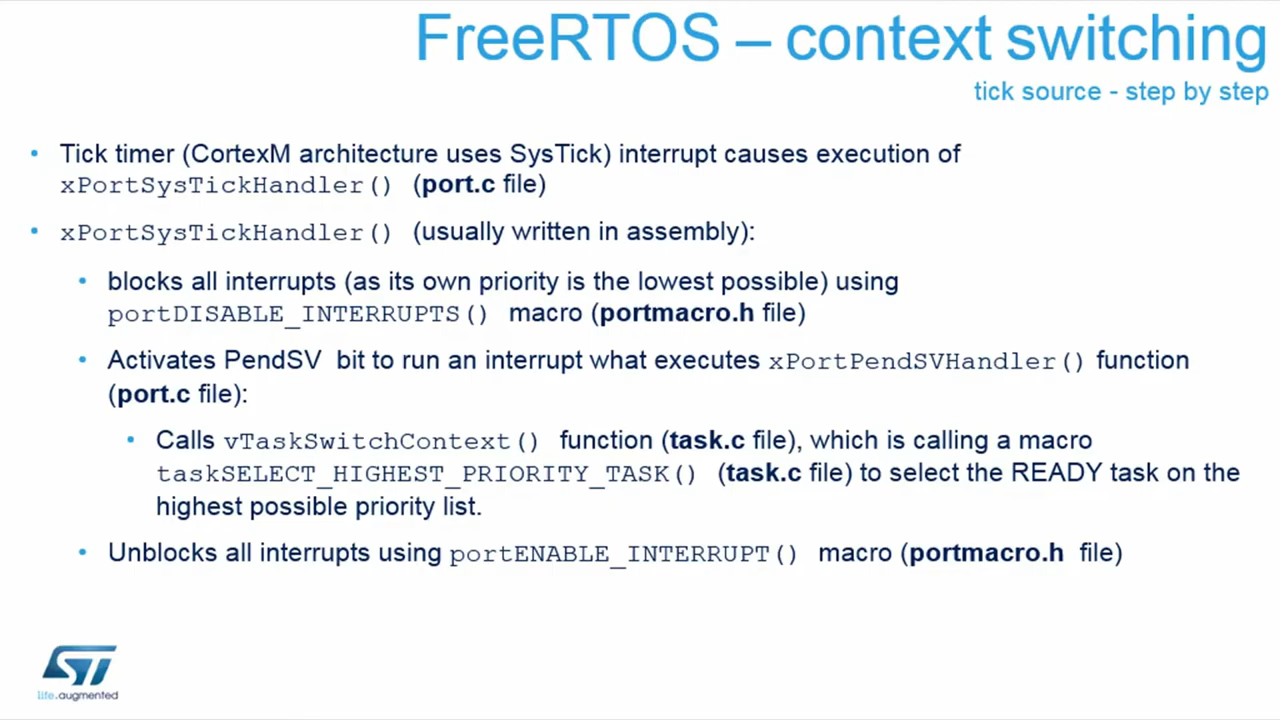 FreeRTOS – context switching
tick source - step by step
• Tick timer (CortexM architecture uses SysTick) interrupt causes execution of
xPortSysTickHandler() (port.c file)
• xPortSysTickHandler() (usually written in assembly):
• blocks all interrupts (as its own priority is the lowest possible) using
portDISABLE_INTERRUPTS() macro (portmacro.h file)
• Activates PendSV bit to run an interrupt what executes xPortPendSVHandler() function
(port.c file):
• Calls vTaskSwitchContext() function (task.c file), which is calling a macro
taskSELECT_HIGHEST_PRIORITY_TASK() (task.c file) to select the READY task on the
highest possible priority list.
• Unblocks all interrupts using portENABLE_INTERRUPT() macro (portmacro.h file)
ST
life.augmented